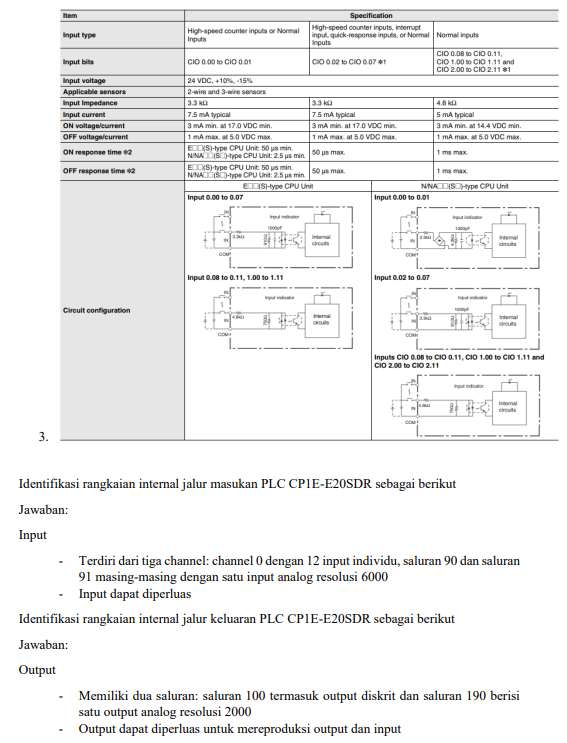 Item Specification
Input type High-speed counter inputs or Normal Inputs High-speed counter inputs, interrupt input, quick-response inputs, or Normal Inputs Normal inputs
Input bits CIO 0.00 to CIO 0.01 CIO 0.02 to CIO 0.07 *1 CIO 0.08 to CIO 0.11, CIO 1.00 to CIO 1.11 and CIO 2.00 to CIO 2.11 *1
Input voltage 24 VDC, +10%, -15%
Applicable sensors 2-wire and 3-wire sensors
Input Impedance 3.3 kΩ 3.3 kΩ 4.8 kΩ
Input current 7.5 mA typical 7.5 mA typical 5 mA typical
ON voltage/current 3 mA min. at 17.0 VDC min. 3 mA min. at 17.0 VDC min. 3 mA min. at 14.4 VDC min.
OFF voltage/current 1 mA max. at 5.0 VDC max. 1 mA max. at 5.0 VDC max. 1 mA max. at 5.0 VDC max.
ON response time *2 E□□(S)-type CPU Unit: 50 μs min. N/NA□□(S□)-type CPU Unit: 2.5 μs min. 50 μs max. 1 ms max.
OFF response time *2 E□□(S)-type CPU Unit: 50 μs min. N/NA□□(S□)-type CPU Unit: 2.5 μs min. 50 μs max. 1 ms max.
Circuit configuration
E□□(S)-type CPU Unit N/NA□□(S□)-type CPU Unit
Input 0.00 to 0.07 Input 0.00 to 0.01
IN Input indicator 1000pF 3.3kΩ IN Internal circuits COM
IN Input indicator 1000pF 3.3kΩ IN Internal circuits COM
Input 0.08 to 0.11, 1.00 to 1.11 Input 0.02 to 0.07
IN Input indicator 4.8kΩ IN Internal circuits COM
IN Input indicator 1000pF 3.3kΩ IN Internal circuits COM
Inputs CIO 0.08 to CIO 0.11, CIO 1.00 to CIO 1.11 and
CIO 2.00 to CIO 2.11
IN Input indicator 4.8kΩ IN Internal circuits COM
3.
Identifikasi rangkaian internal jalur masukan PLC CP1E-E20SDR sebagai berikut
Jawaban:
Input
- Terdiri dari tiga channel: channel 0 dengan 12 input individu, saluran 90 dan saluran
91 masing-masing dengan satu input analog resolusi 6000
- Input dapat diperluas
Identifikasi rangkaian internal jalur keluaran PLC CP1E-E20SDR sebagai berikut
Jawaban:
Output
- Memiliki dua saluran: saluran 100 termasuk output diskrit dan saluran 190 berisi
satu output analog resolusi 2000
- Output dapat diperluas untuk mereproduksi output dan input